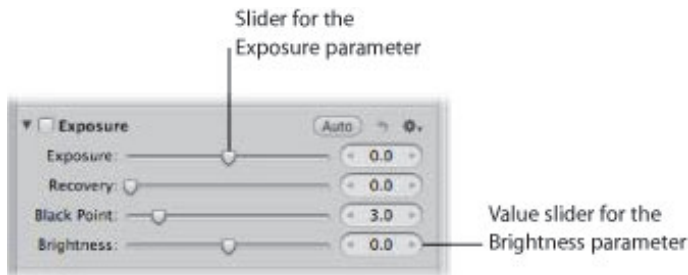 Slider for the
Exposure parameter
Exposure
Auto
Exposure: 0.0
Recovery: 0.0
Black Point: 3.0
Brightness: 0.0
Value slider for the
Brightness parameter